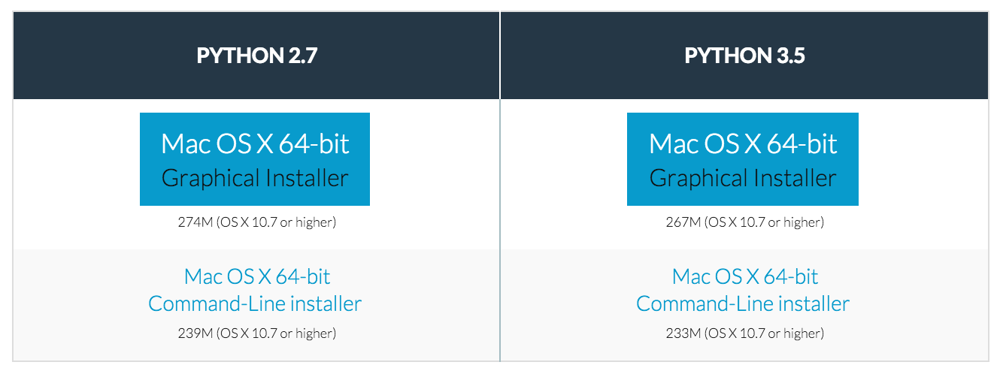 PYTHON 2.7
PYTHON 3.5
Mac OS X 64-bit
Graphical Installer
274M (OS X 10.7 or higher)
Mac OS X 64-bit
Graphical Installer
267M (OS X 10.7 or higher)
Mac OS X 64-bit
Command-Line installer
239M (OS X 10.7 or higher)
Mac OS X 64-bit
Command-Line installer
233M (OS X 10.7 or higher)